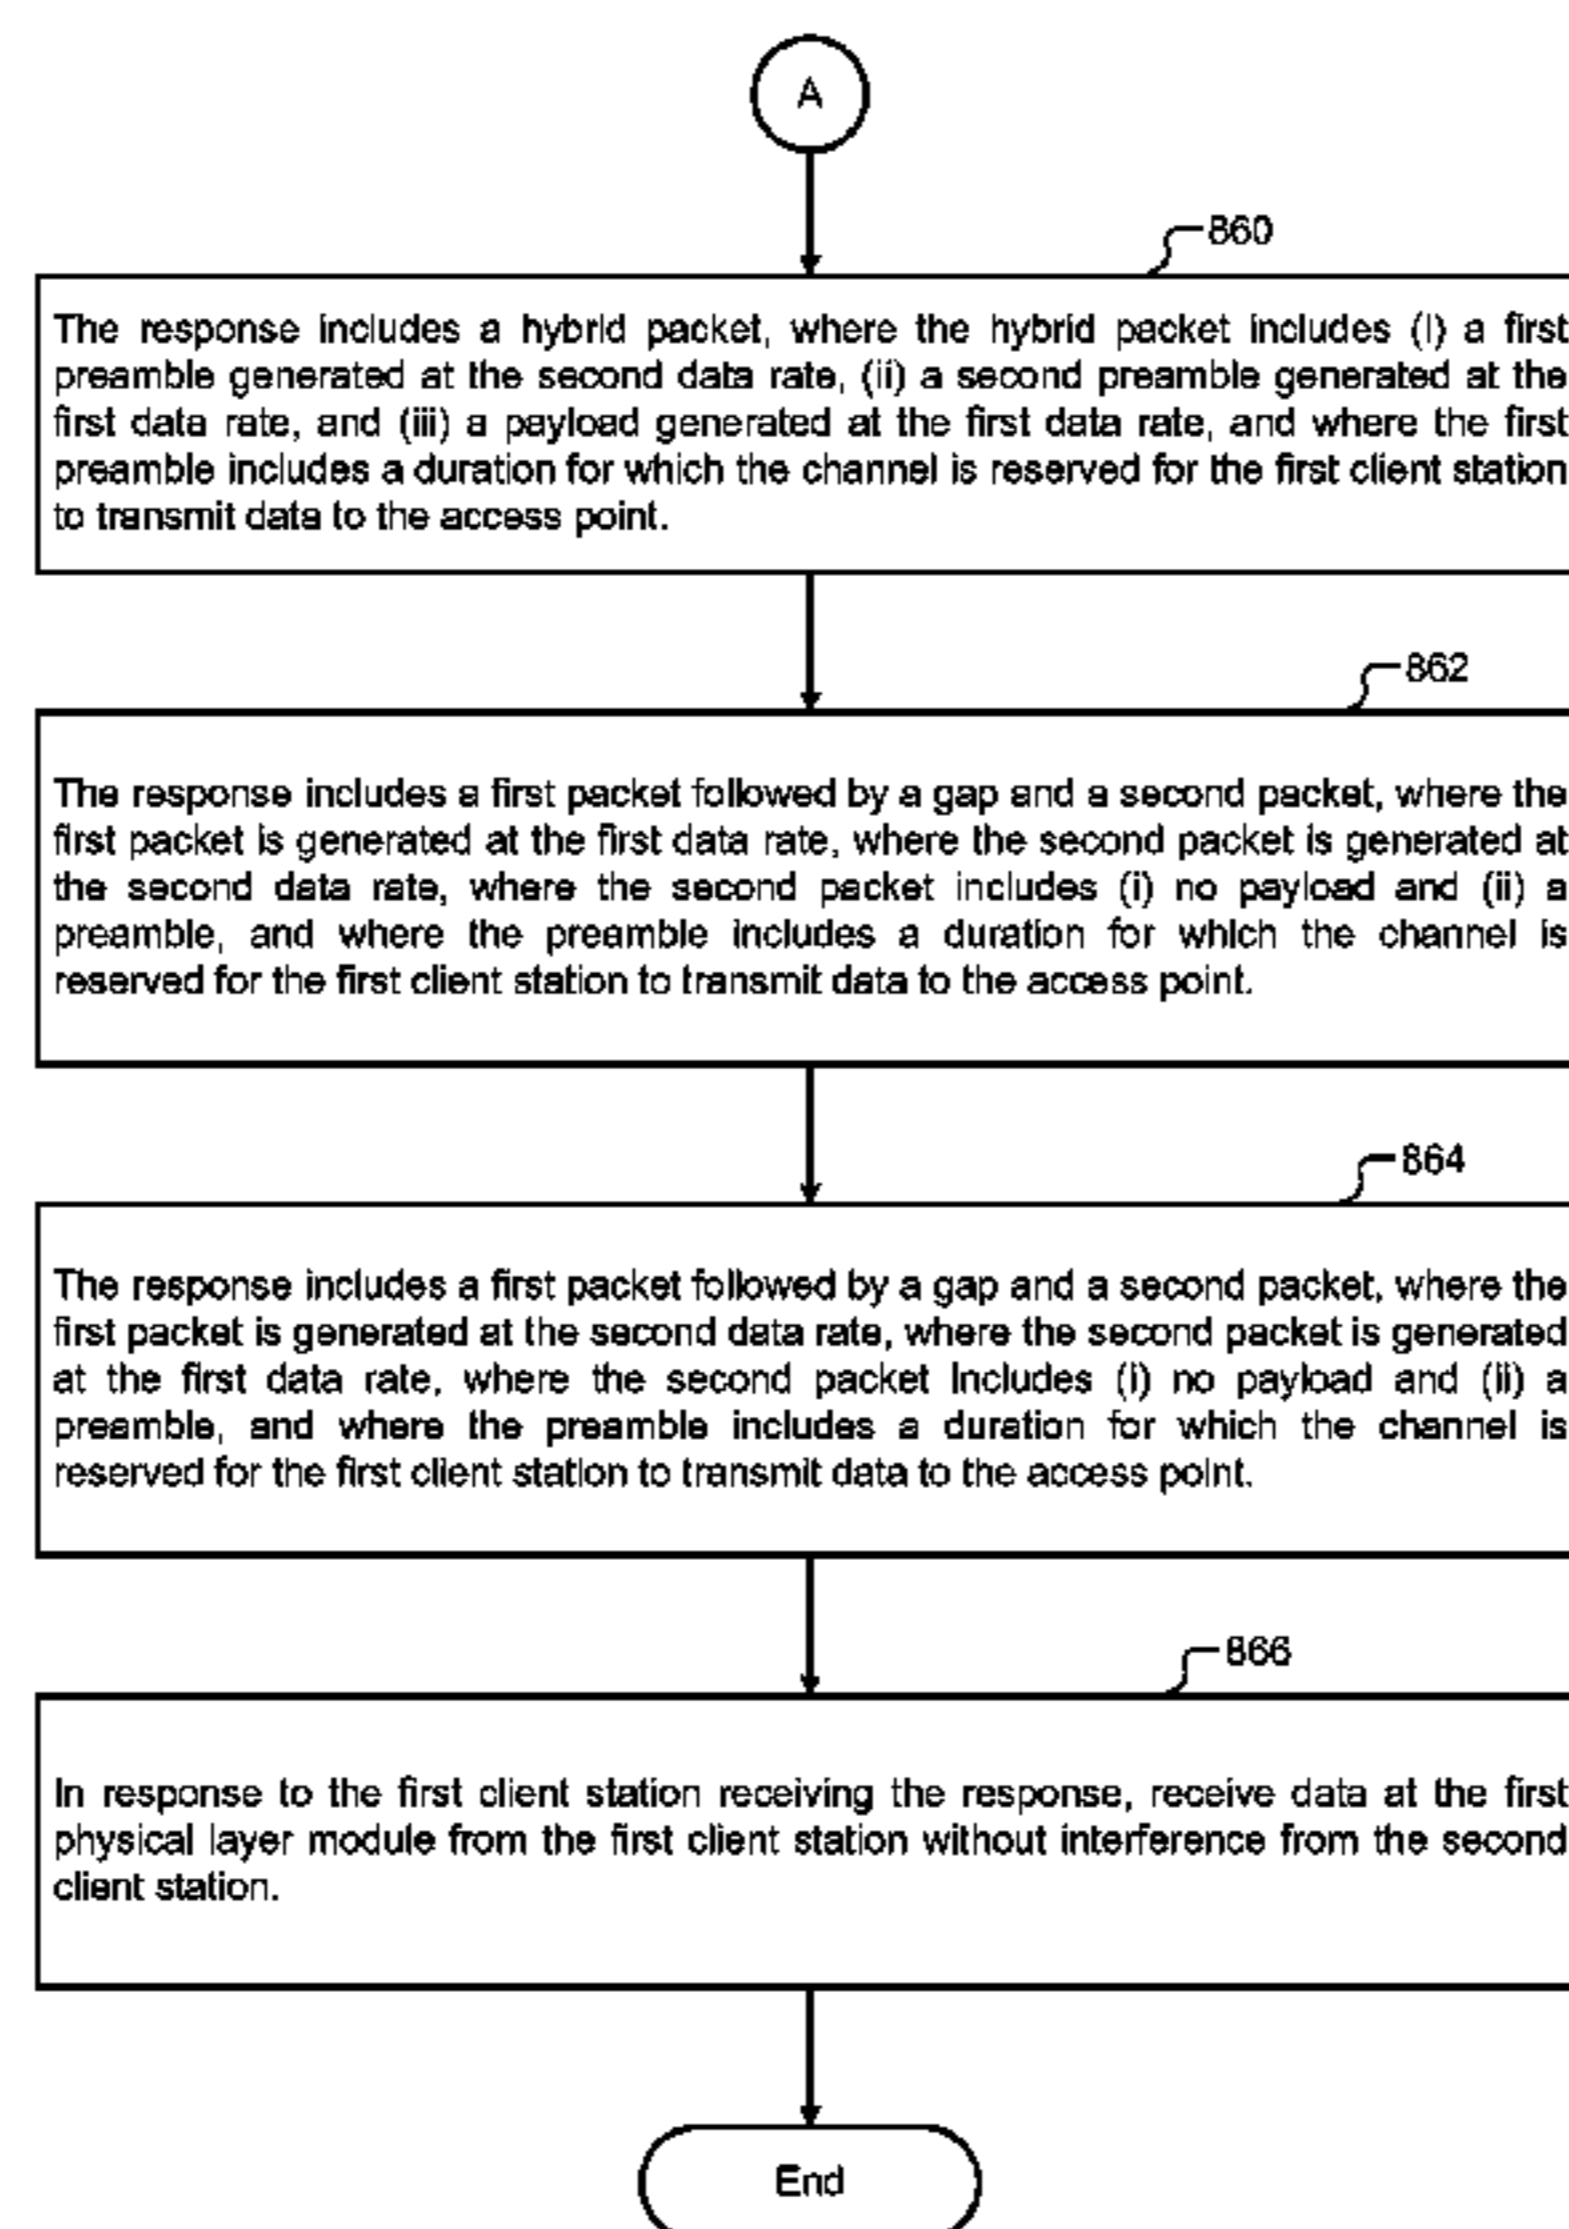 A
860
The response includes a hybrid packet, where the hybrid packet includes (i) a first
preamble generated at the second data rate, (ii) a second preamble generated at the
first data rate, and (iii) a payload generated at the first data rate, and where the first
preamble includes a duration for which the channel is reserved for the first client station
to transmit data to the access point.
862
The response includes a first packet followed by a gap and a second packet, where the
first packet is generated at the first data rate, where the second packet is generated at
the second data rate, where the second packet includes (i) no payload and (ii) a
preamble, and where the preamble includes a duration for which the channel is
reserved for the first client station to transmit data to the access point.
864
The response includes a first packet followed by a gap and a second packet, where the
first packet is generated at the second data rate, where the second packet is generated
at the first data rate, where the second packet includes (i) no payload and (ii) a
preamble, and where the preamble includes a duration for which the channel is
reserved for the first client station to transmit data to the access point.
866
In response to the first client station receiving the response, receive data at the first
physical layer module from the first client station without interference from the second
client station.
End